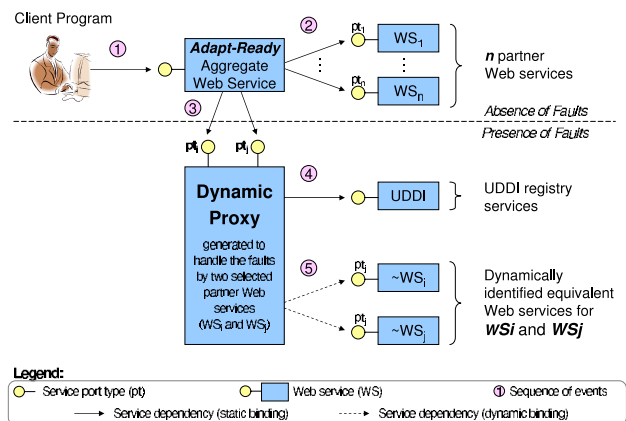 Client Program
1
Adapt-Ready
Aggregate
Web Service
2
pt1
WS1
ptn
WSn
n partner
Web services
3
Absence of Faults
Presence of Faults
pti
ptj
Dynamic
Proxy
generated to
handle the faults
by two selected
partner Web
services
(WSi and WSj)
4
UDDI
UDDI registry
services
5
pti
~WSi
ptj
~WSj
Dynamically
identified equivalent
Web services for
WSi and WSj
Legend:
Service port type (pt)
Web service (WS)
1 Sequence of events
Service dependency (static binding)
Service dependency (dynamic binding)